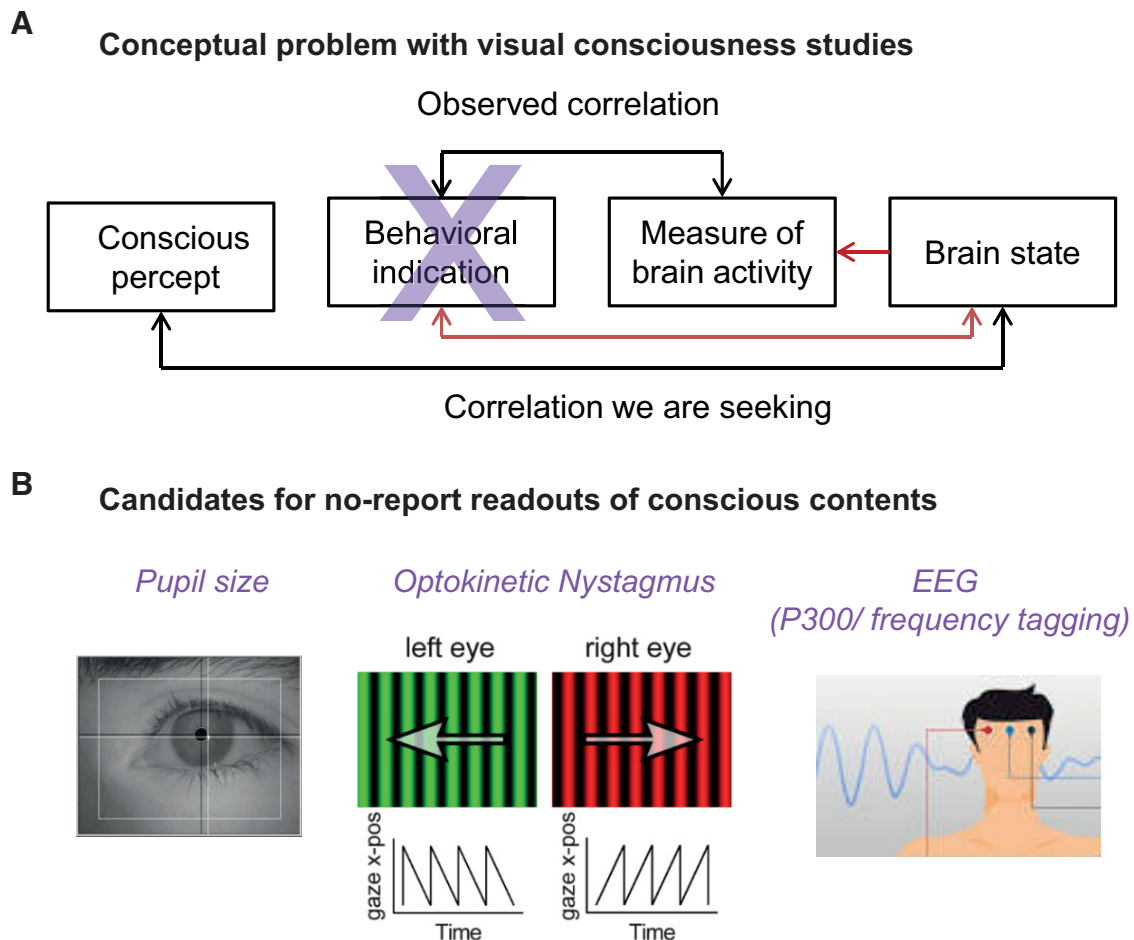 A
Conceptual problem with visual consciousness studies
Observed correlation
Conscious
percept
Behavioral
indication
Measure of
brain activity
Brain state
Correlation we are seeking
B
Candidates for no-report readouts of conscious contents
Pupil size
Optokinetic Nystagmus
EEG
(P300/ frequency tagging)
left eye
right eye
gaze x-pos
Time
gaze x-pos
Time